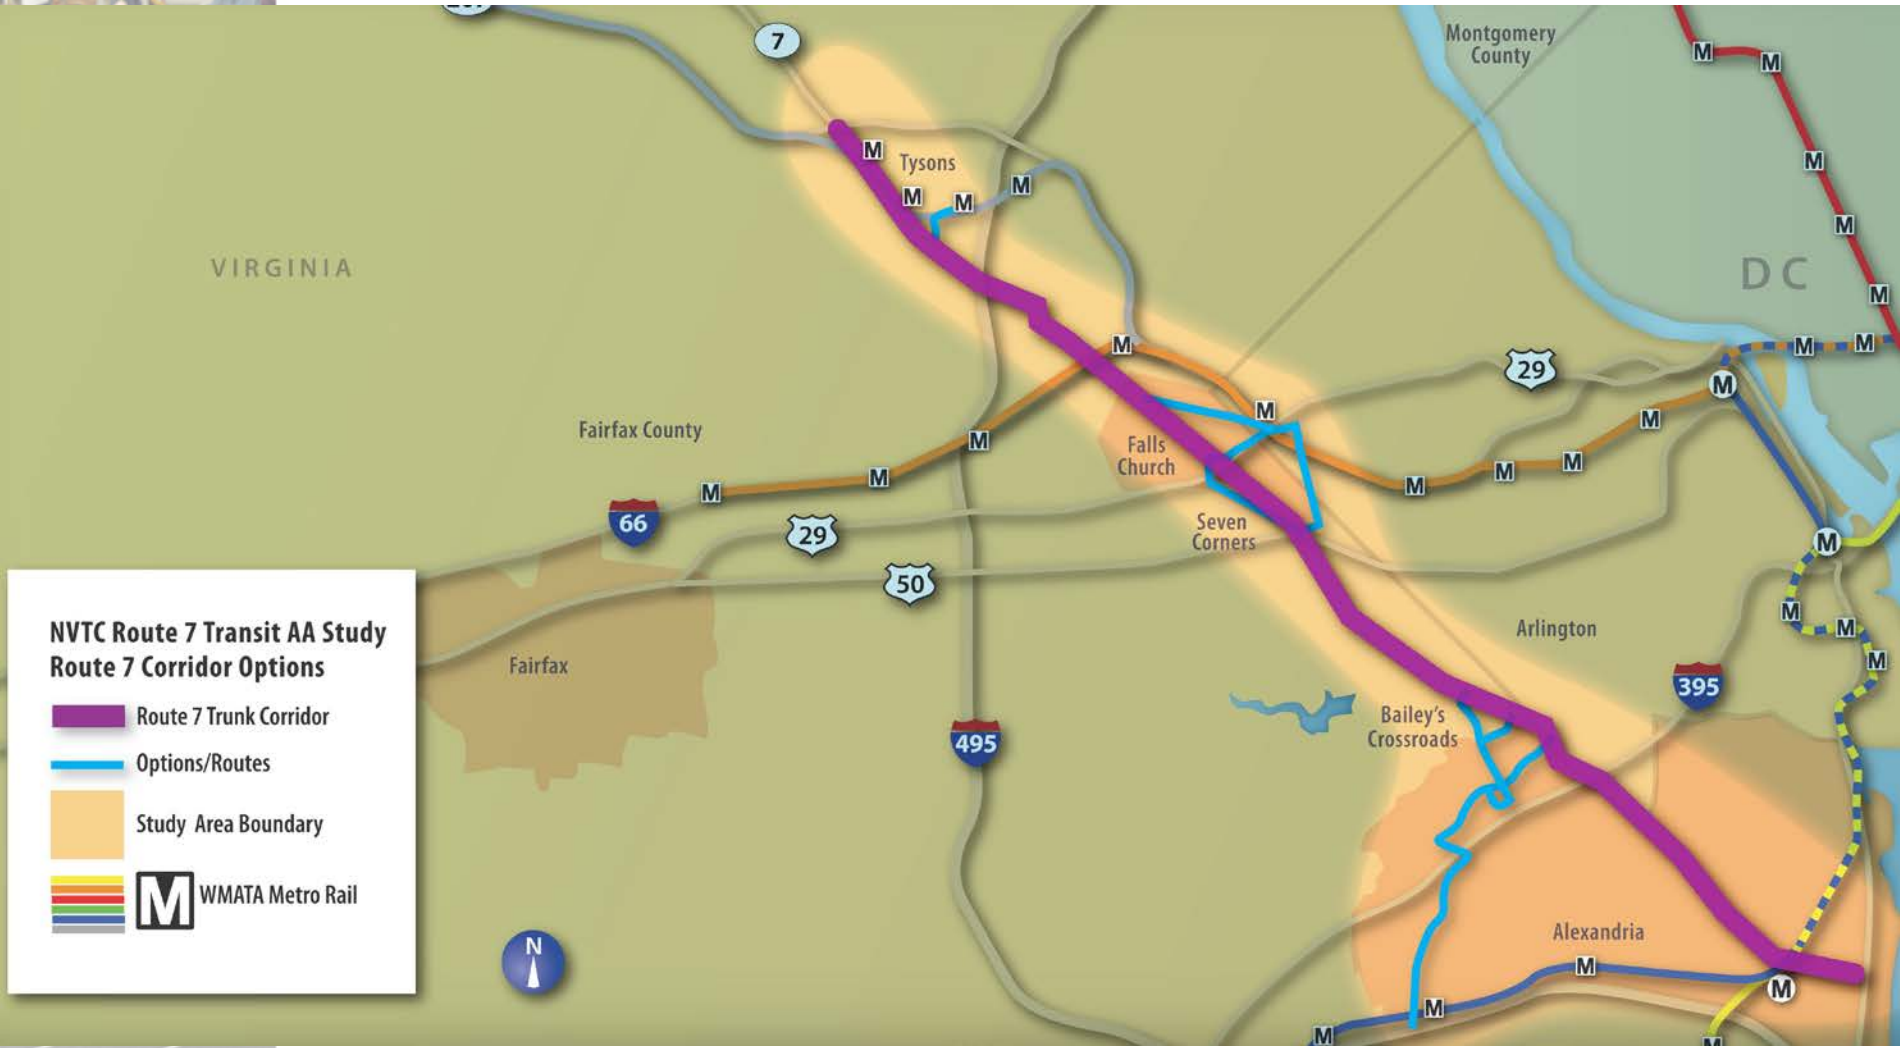 7
Montgomery
County
M
M
M
Tysons
M
M
M
M
M
M
VIRGINIA
DC
M
M
M
M
M
29
M
M
Fairfax County
M
M
Falls
Church
M
M
M
M
M
M
66
29
Seven
Corners
M
50
M
M
Arlington
M
Fairfax
395
Bailey's
Crossroads
495
Alexandria
M
M
M
M
M
NVTC Route 7 Transit AA Study
Route 7 Corridor Options
Route 7 Trunk Corridor
Options/Routes
Study Area Boundary
M WMATA Metro Rail
N